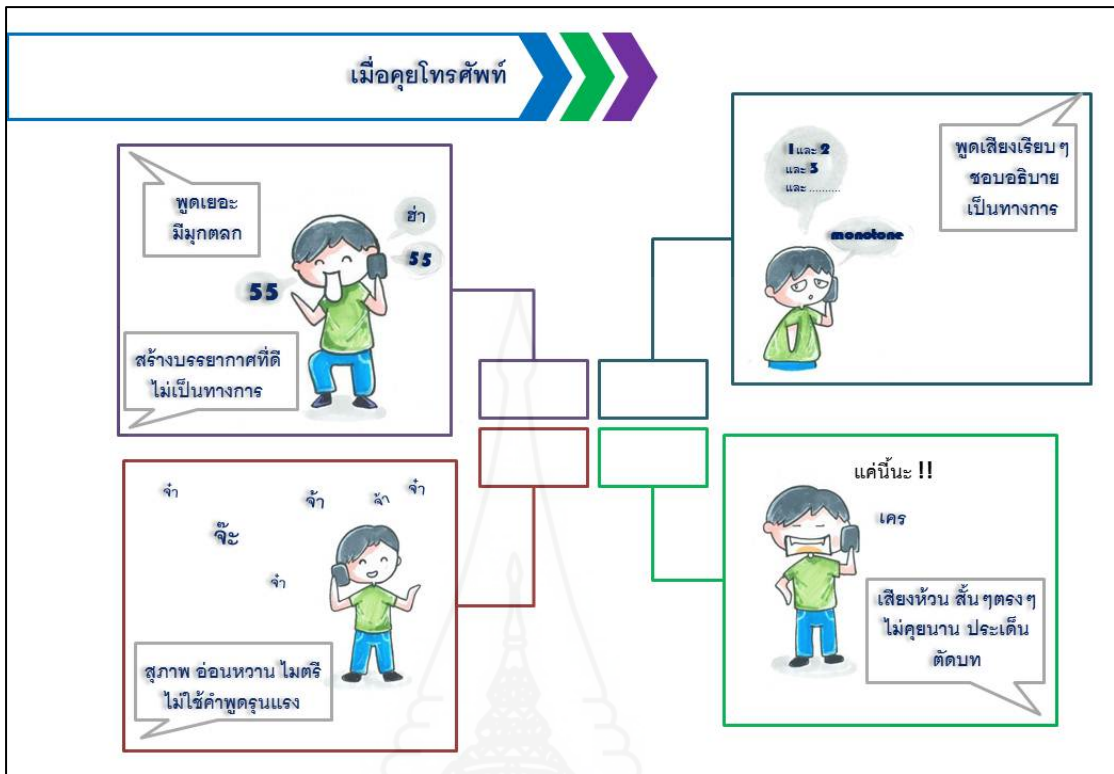 เมื่อคุยโทรศัพท์
พูดเยอะ
มีมุกตลก
ฮ่า
55
55
สร้างบรรยากาศที่ดี
ไม่เป็นทางการ
1 และ 2
และ 3
และ ..........
monotone
พูดเสียงเรียบๆ
ชอบอธิบาย
เป็นทางการ
จ๋า
จ้า
จ้า
จ๋า
จ๊ะ
จ๋า
สุภาพ อ่อนหวาน ไมตรี
ไม่ใช้คำพูดรุนแรง
แค่นี้นะ !!
เคร
เสียงห้วน สั้นๆตรงๆ
ไม่คุยนาน ประเด็น
ตัดบท